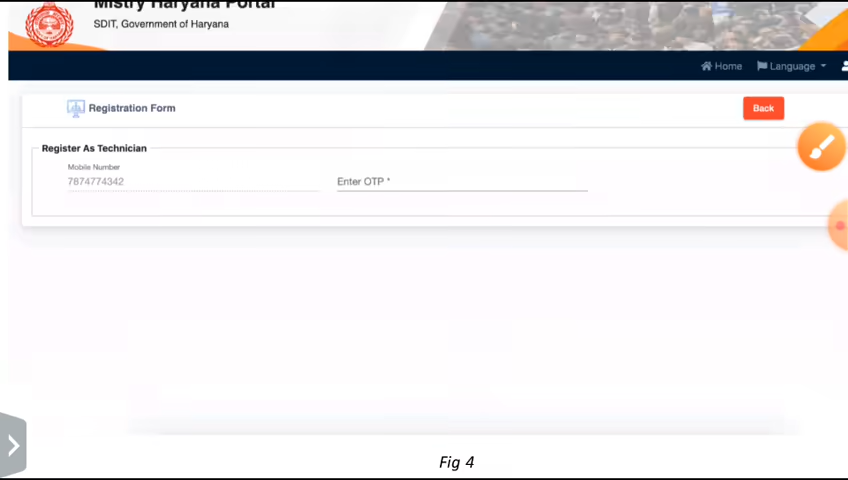 Mistry Haryana Portal
SDIT, Government of Haryana
Home Language
Registration Form
Back
Register As Technician
Mobile Number
7874774342
Enter OTP *
Fig 4